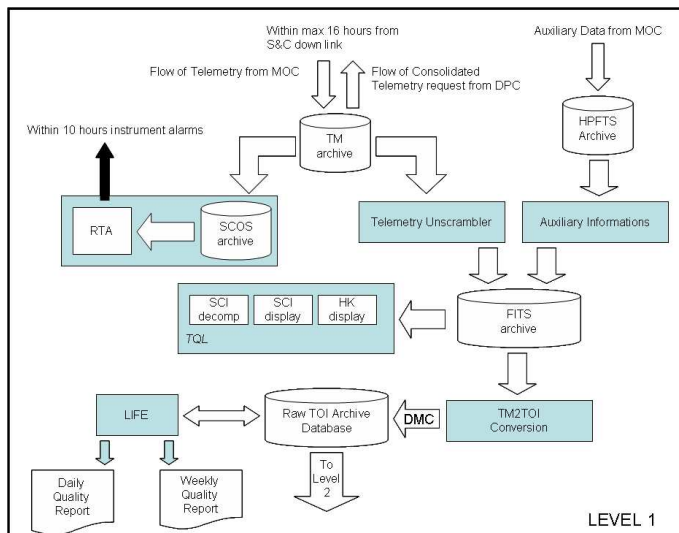 Within max 16 hours from
S&C down link
Auxiliary Data from MOC
Flow of Telemetry from MOC
Flow of Consolidated
Telemetry request from DPC
HPFTS
Archive
Within 10 hours instrument alarms
TM
archive
RTA
SCOS
archive
Telemetry Unscrambler
Auxiliary Informations
SCI
decomp
SCI
display
HK
display
TQL
FITS
archive
LIFE
Raw TOI Archive
Database
DMC
TM2TOI
Conversion
Daily
Quality
Report
Weekly
Quality
Report
To
Level
2
LEVEL 1